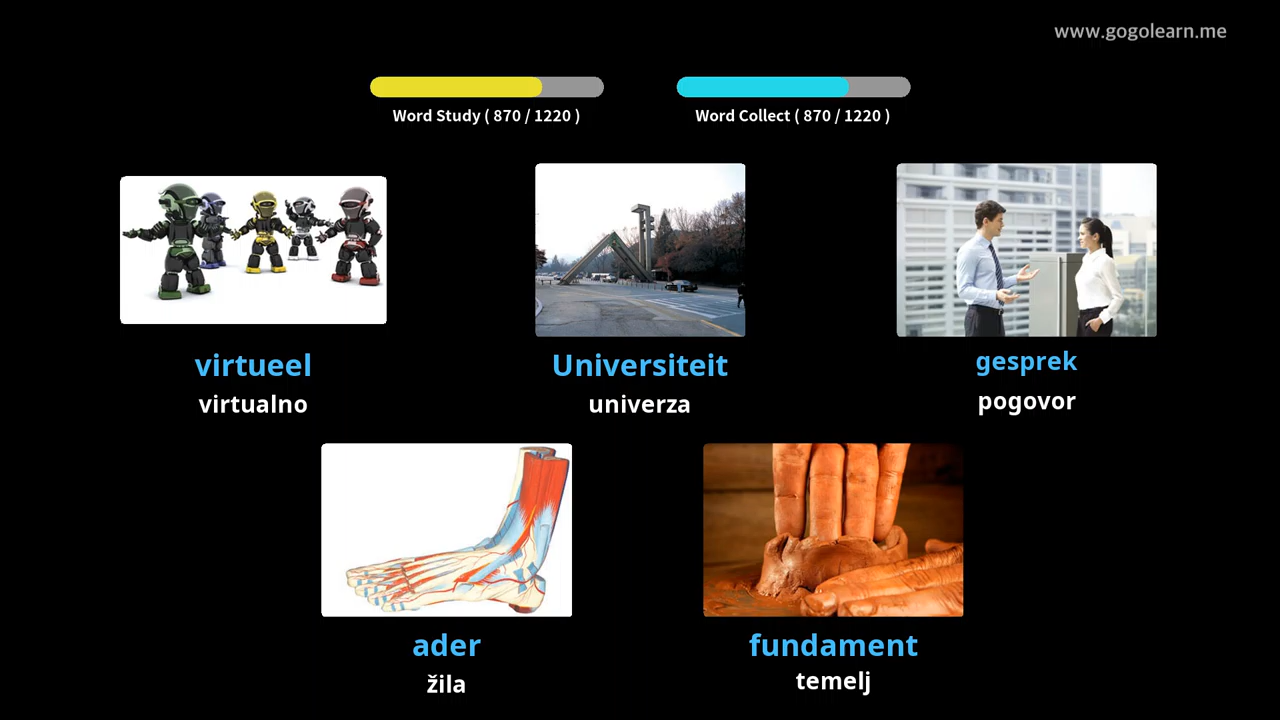 www.gogolearn.me
Word Study ( 870 / 1220 )
Word Collect ( 870 / 1220 )
virtueel
virtualno
Universiteit
univerza
gesprek
pogovor
ader
žila
fundament
temelj